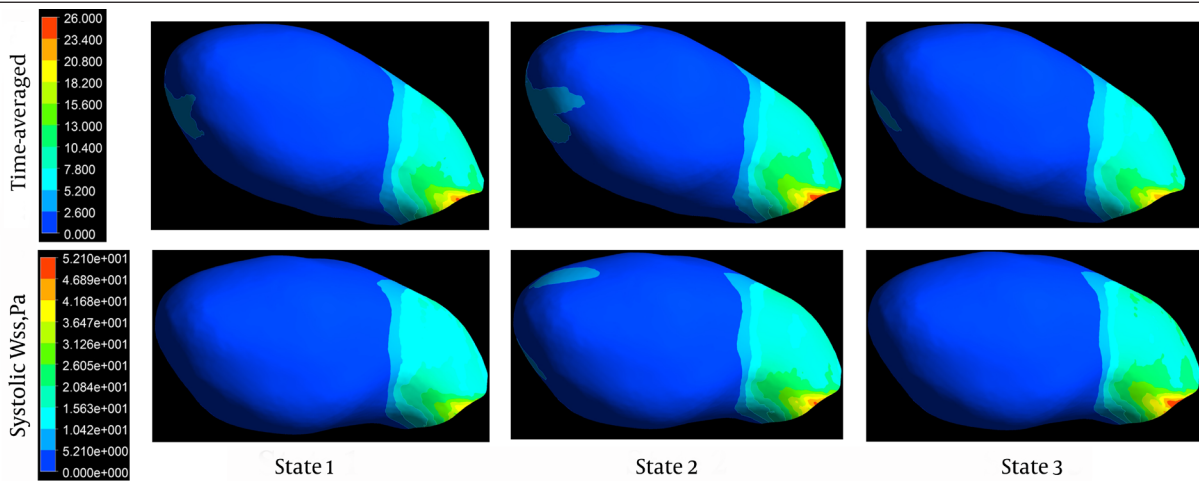 Time-averaged
26.000
23.400
20.800
18.200
15.600
13.000
10.400
7.800
5.200
2.600
0.000
Systolic Wss,Pa
5.210e+001
4.689e+001
4.168e+001
3.647e+001
3.126e+001
2.605e+001
2.084e+001
1.563e+001
1.042e+001
5.210e+000
0.000e+000
State 1
State 2
State 3